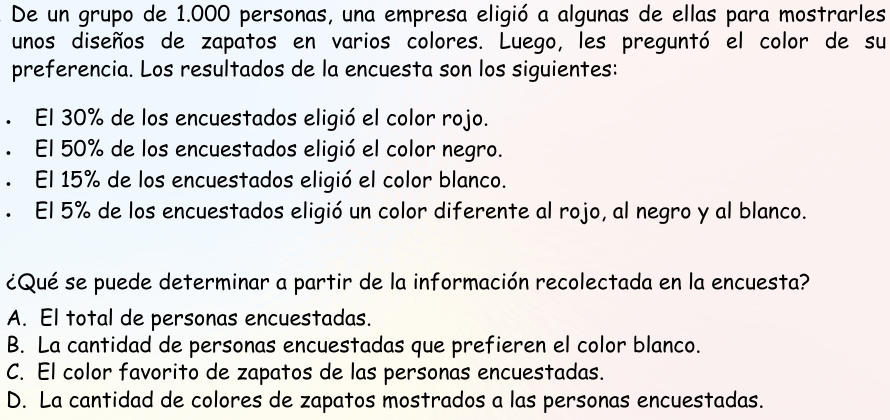 De un grupo de 1.000 personas, una empresa eligió a algunas de ellas para mostrarles
unos diseños de zapatos en varios colores. Luego, les preguntó el color de su
preferencia. Los resultados de la encuesta son los siguientes:
• El 30% de los encuestados eligió el color rojo.
• El 50% de los encuestados eligió el color negro.
• El 15% de los encuestados eligió el color blanco.
• El 5% de los encuestados eligió un color diferente al rojo, al negro y al blanco.
¿Qué se puede determinar a partir de la información recolectada en la encuesta?
A. El total de personas encuestadas.
B. La cantidad de personas encuestadas que prefieren el color blanco.
C. El color favorito de zapatos de las personas encuestadas.
D. La cantidad de colores de zapatos mostrados a las personas encuestadas.